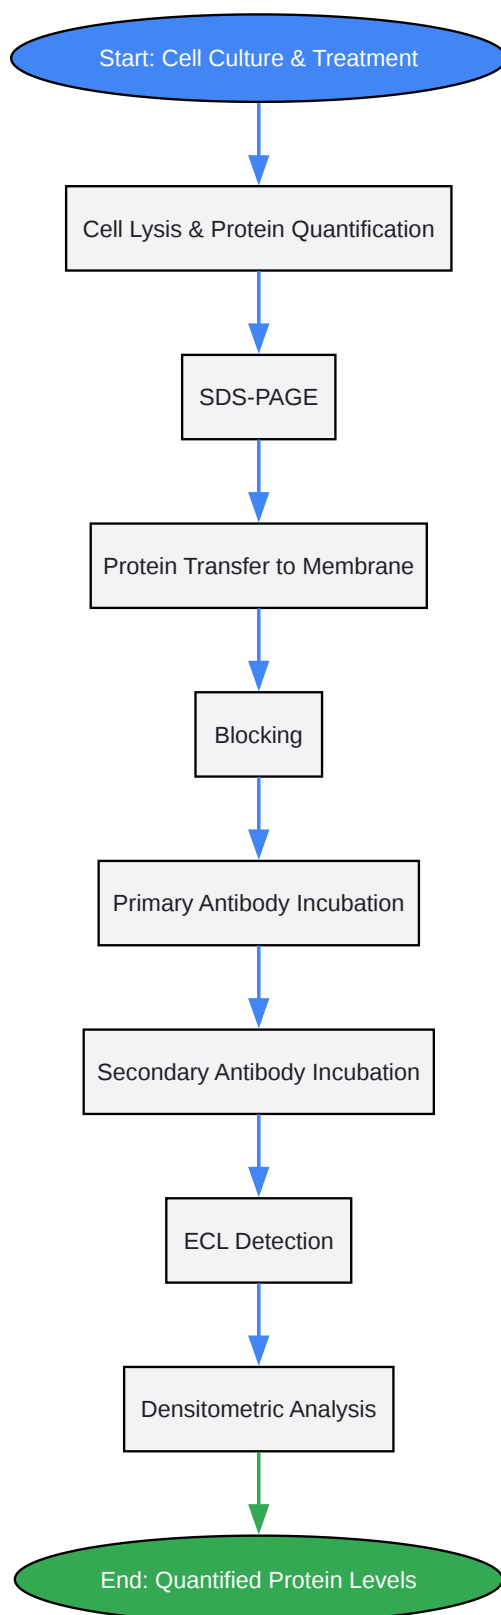 Start: Cell Culture & Treatment
Cell Lysis & Protein Quantification
SDS-PAGE
Protein Transfer to Membrane
Blocking
Primary Antibody Incubation
Secondary Antibody Incubation
ECL Detection
Densitometric Analysis
End: Quantified Protein Levels